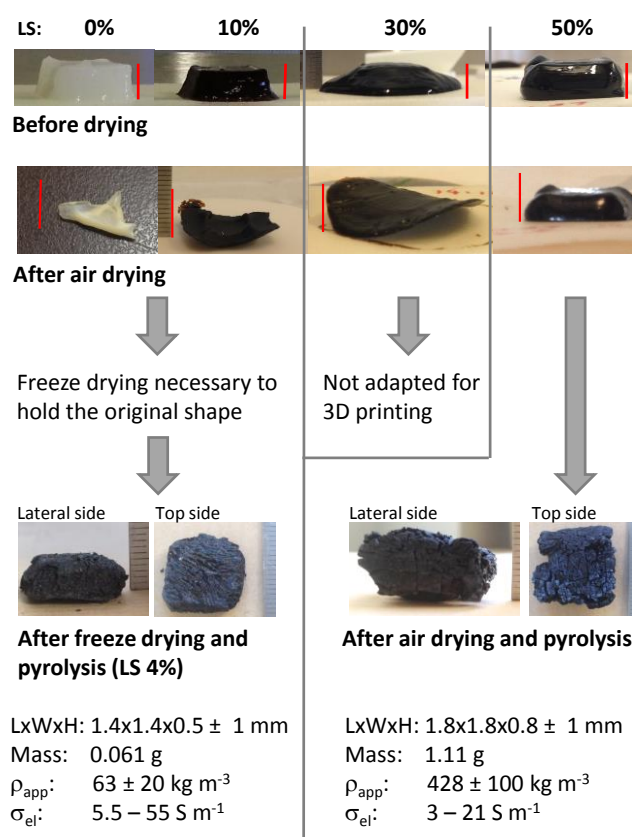 LS: 0% 10% 30% 50%
Before drying
After air drying
Freeze drying necessary to
hold the original shape
Not adapted for
3D printing
Lateral side Top side
After freeze drying and
pyrolysis (LS 4%)
LxWxH: 1.4x1.4x0.5 ± 1 mm
Mass: 0.061 g
ρapp: 63 ± 20 kg m-3
σel: 5.5 – 55 S m-1
Lateral side Top side
After air drying and pyrolysis
LxWxH: 1.8x1.8x0.8 ± 1 mm
Mass: 1.11 g
ρapp: 428 ± 100 kg m-3
σel: 3 – 21 S m-1